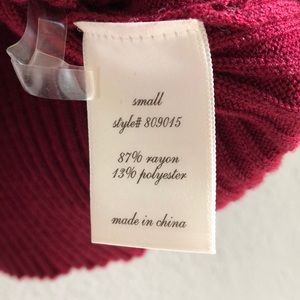 small
style# 809015
87% rayon
13% polyester
made in china